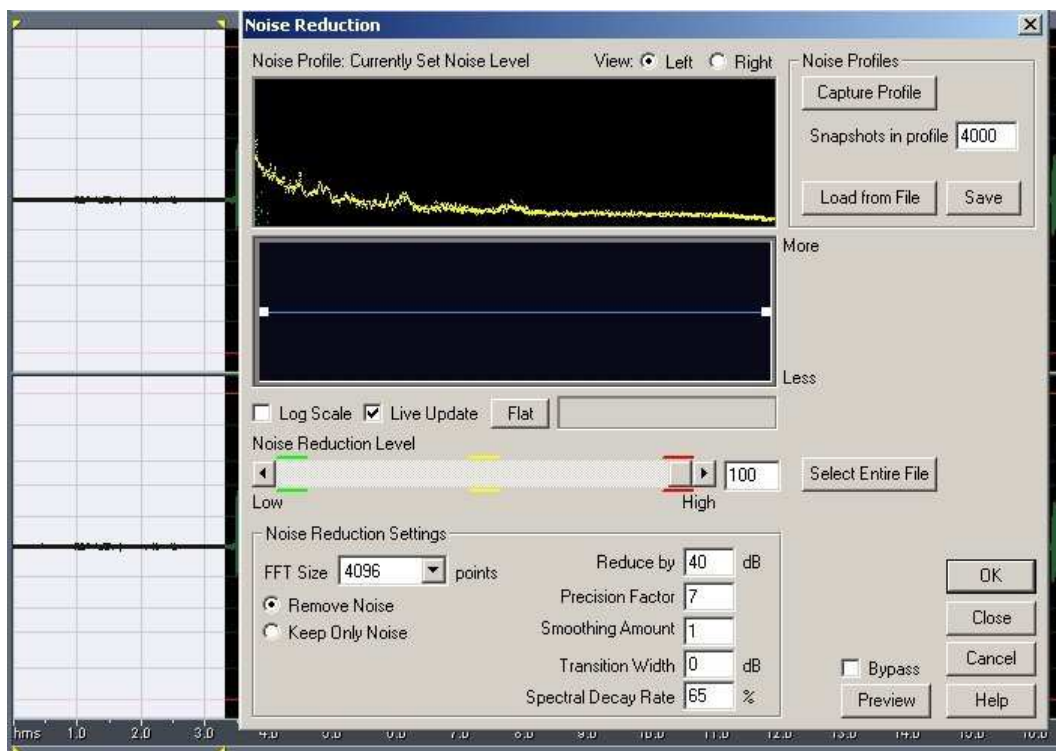 Noise Reduction
Noise Profile: Currently Set Noise Level
View: Left Right
Noise Profiles
Capture Profile
Snapshots in profile 4000
Load from File Save
More
Less
Log Scale Live Update Flat
Noise Reduction Level
100
Select Entire File
Low High
Noise Reduction Settings
FFT Size 4096 points
Remove Noise
Keep Only Noise
Reduce by 40 dB
Precision Factor 7
Smoothing Amount 1
Transition Width 0 dB
Spectral Decay Rate 65 %
OK
Close
Cancel
Bypass
Preview
Help
hms 1.0 2.0 3.0